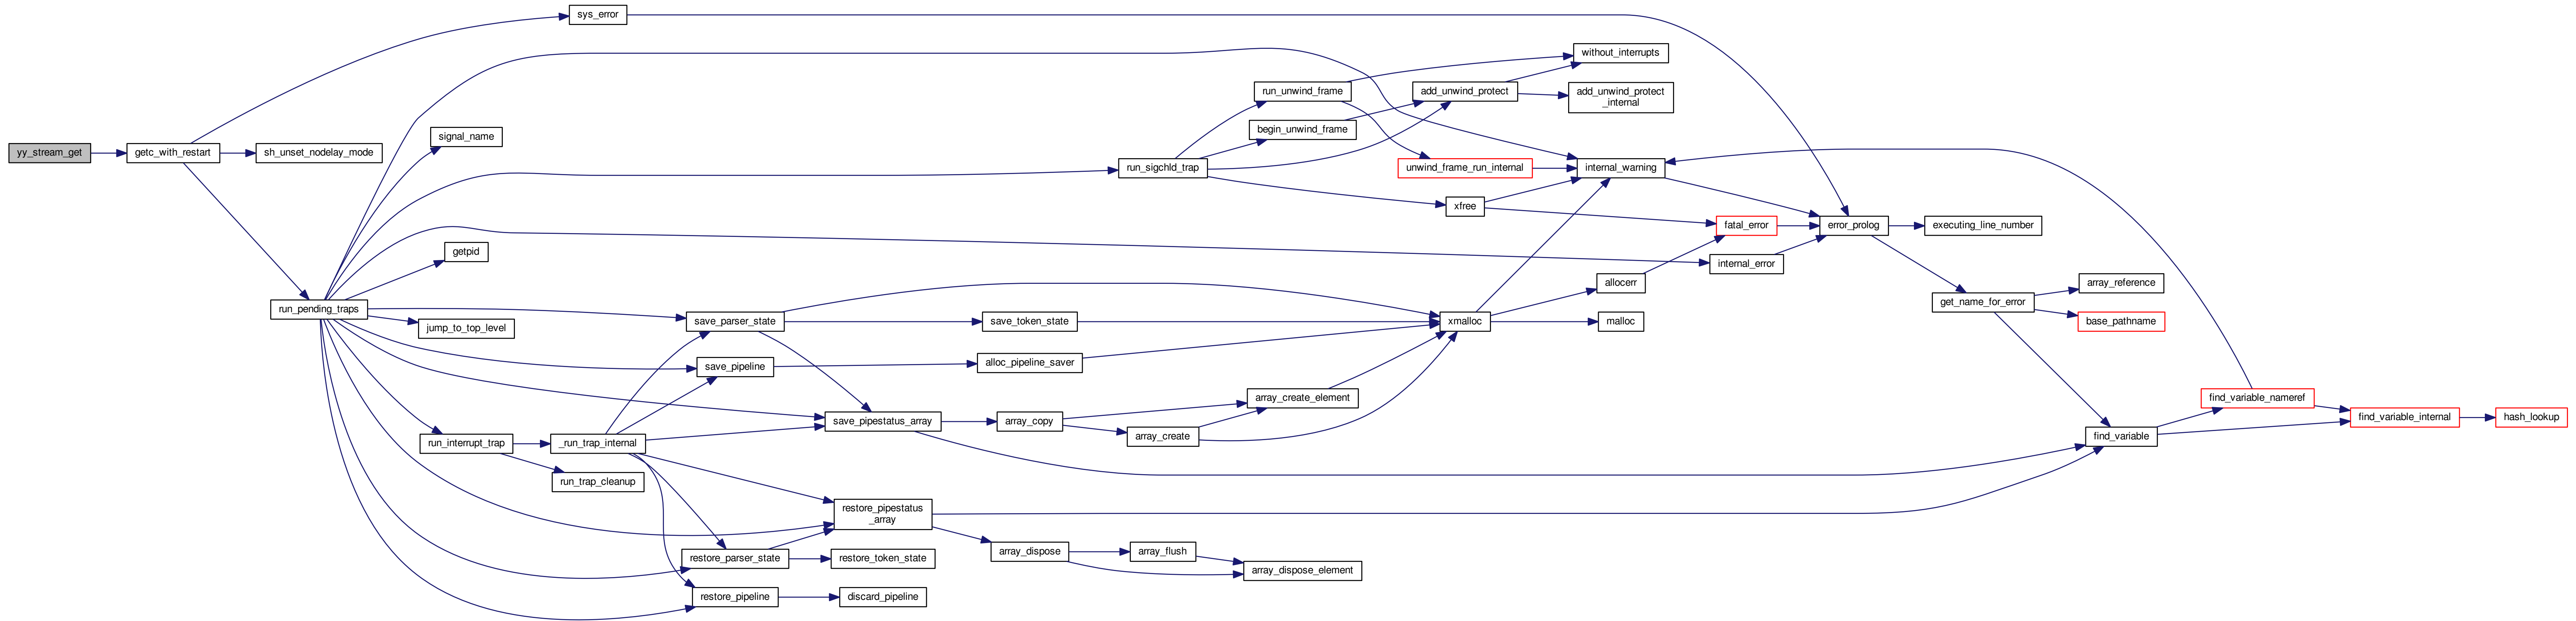 sys_error
without_interrupts
run_unwind_frame
add_unwind_protect
add_unwind_protect
_internal
signal_name
begin_unwind_frame
yy_stream_get
getc_with_restart
sh_unset_nodelay_mode
run_sigchld_trap
unwind_frame_run_internal
internal_warning
xfree
fatal_error
error_prolog
executing_line_number
getpid
internal_error
allocerr
array_reference
get_name_for_error
run_pending_traps
jump_to_top_level
save_parser_state
save_token_state
xmalloc
malloc
base_pathname
save_pipeline
alloc_pipeline_saver
array_create_element
find_variable_nameref
save_pipestatus_array
array_copy
find_variable_internal
hash_lookup
run_interrupt_trap
_run_trap_internal
array_create
find_variable
run_trap_cleanup
restore_pipestatus
_array
restore_parser_state
restore_token_state
array_dispose
array_flush
array_dispose_element
restore_pipeline
discard_pipeline